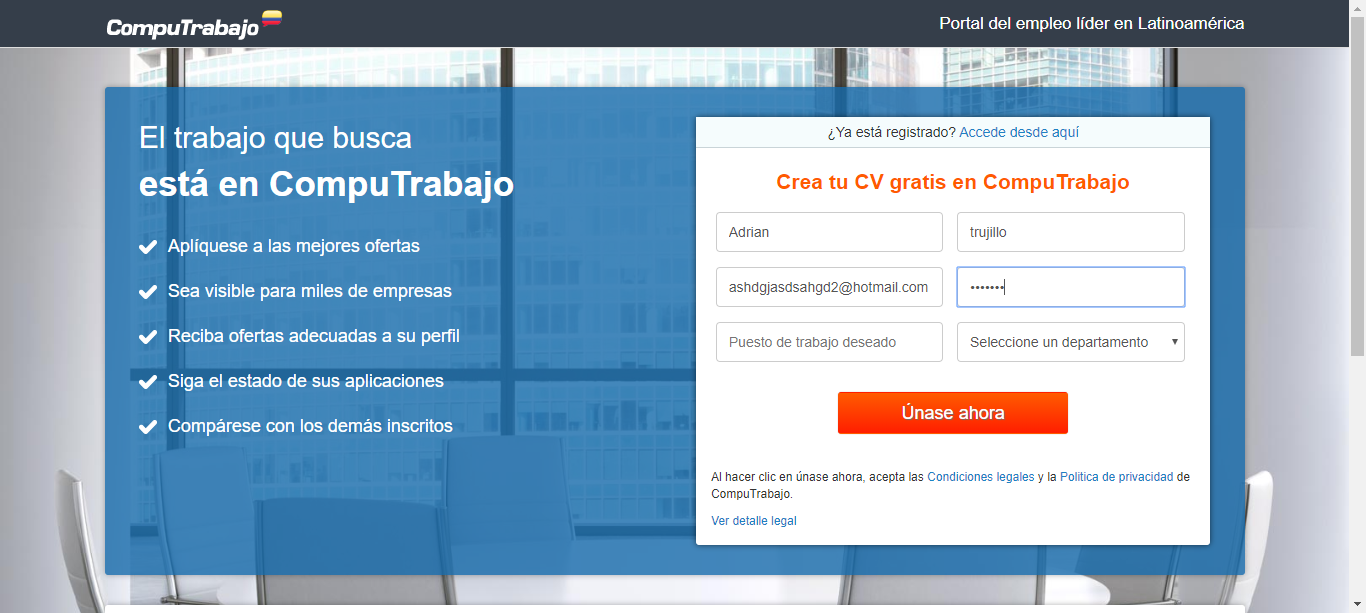 CompuTrabajo
Portal del empleo líder en Latinoamérica
El trabajo que busca
está en CompuTrabajo
Aplíquese a las mejores ofertas
Sea visible para miles de empresas
Reciba ofertas adecuadas a su perfil
Siga el estado de sus aplicaciones
Compárese con los demás inscritos
¿Ya está registrado? Accede desde aquí
Crea tu CV gratis en CompuTrabajo
Adrian
trujillo
ashdgjasdsahgd2@hotmail.com
•••••••
Puesto de trabajo deseado
Seleccione un departamento
Únase ahora
Al hacer clic en únase ahora, acepta las Condiciones legales y la Política de privacidad de
CompuTrabajo.
Ver detalle legal